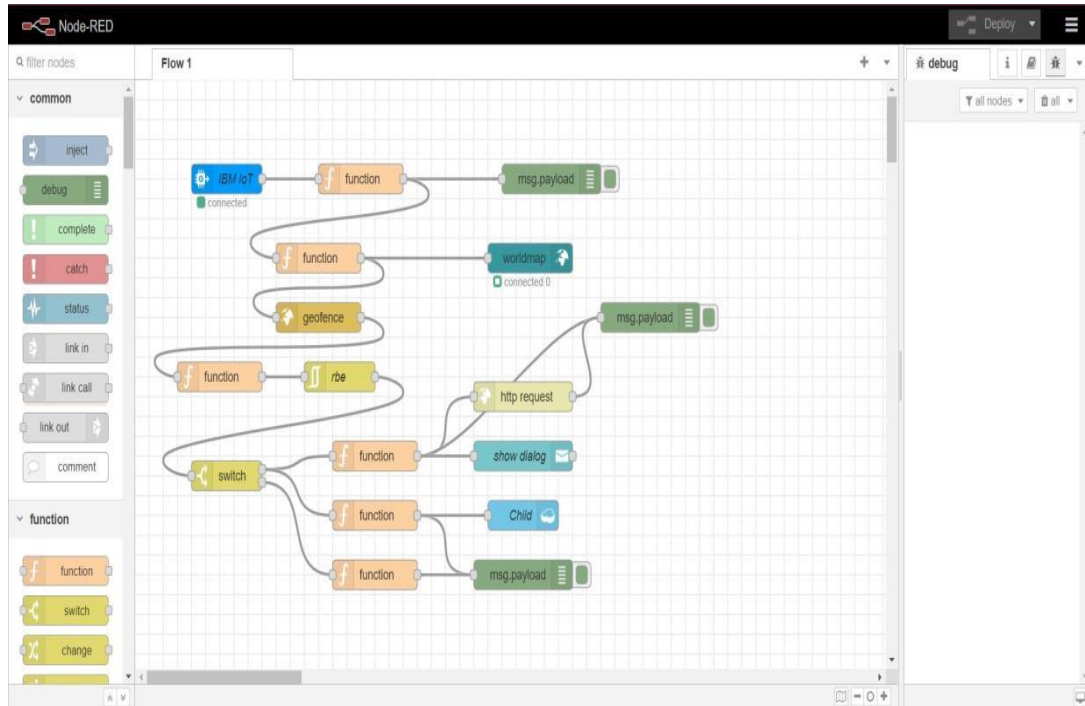 Node-RED
Deploy
filter nodes
Flow 1
debug
i
all nodes
all
common
inject
debug
complete
catch
status
link in
link call
link out
comment
function
function
switch
change
IBM IoT
connected
function
msg.payload
function
worldmap
connected 0
geofence
msg.payload
function
rbe
http request
function
show dialog
switch
function
Child
function
msg.payload